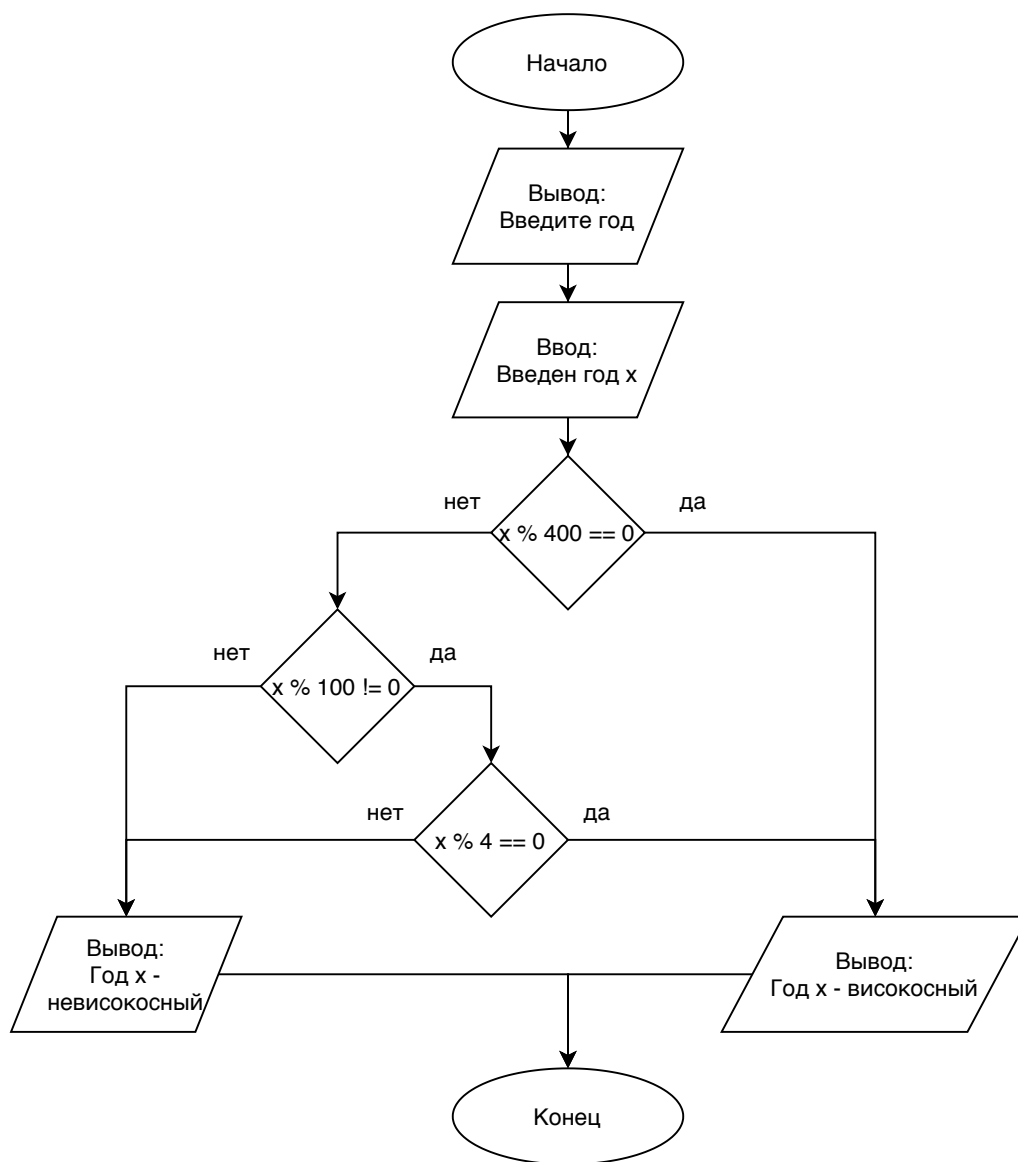 Начало
Вывод:
Введите год
Ввод:
Введен год x
нет
да
x % 400 == 0
нет
да
x % 100 != 0
нет
да
x % 4 == 0
Вывод:
Год x -
невисокосный
Вывод:
Год x - високосный
Конец